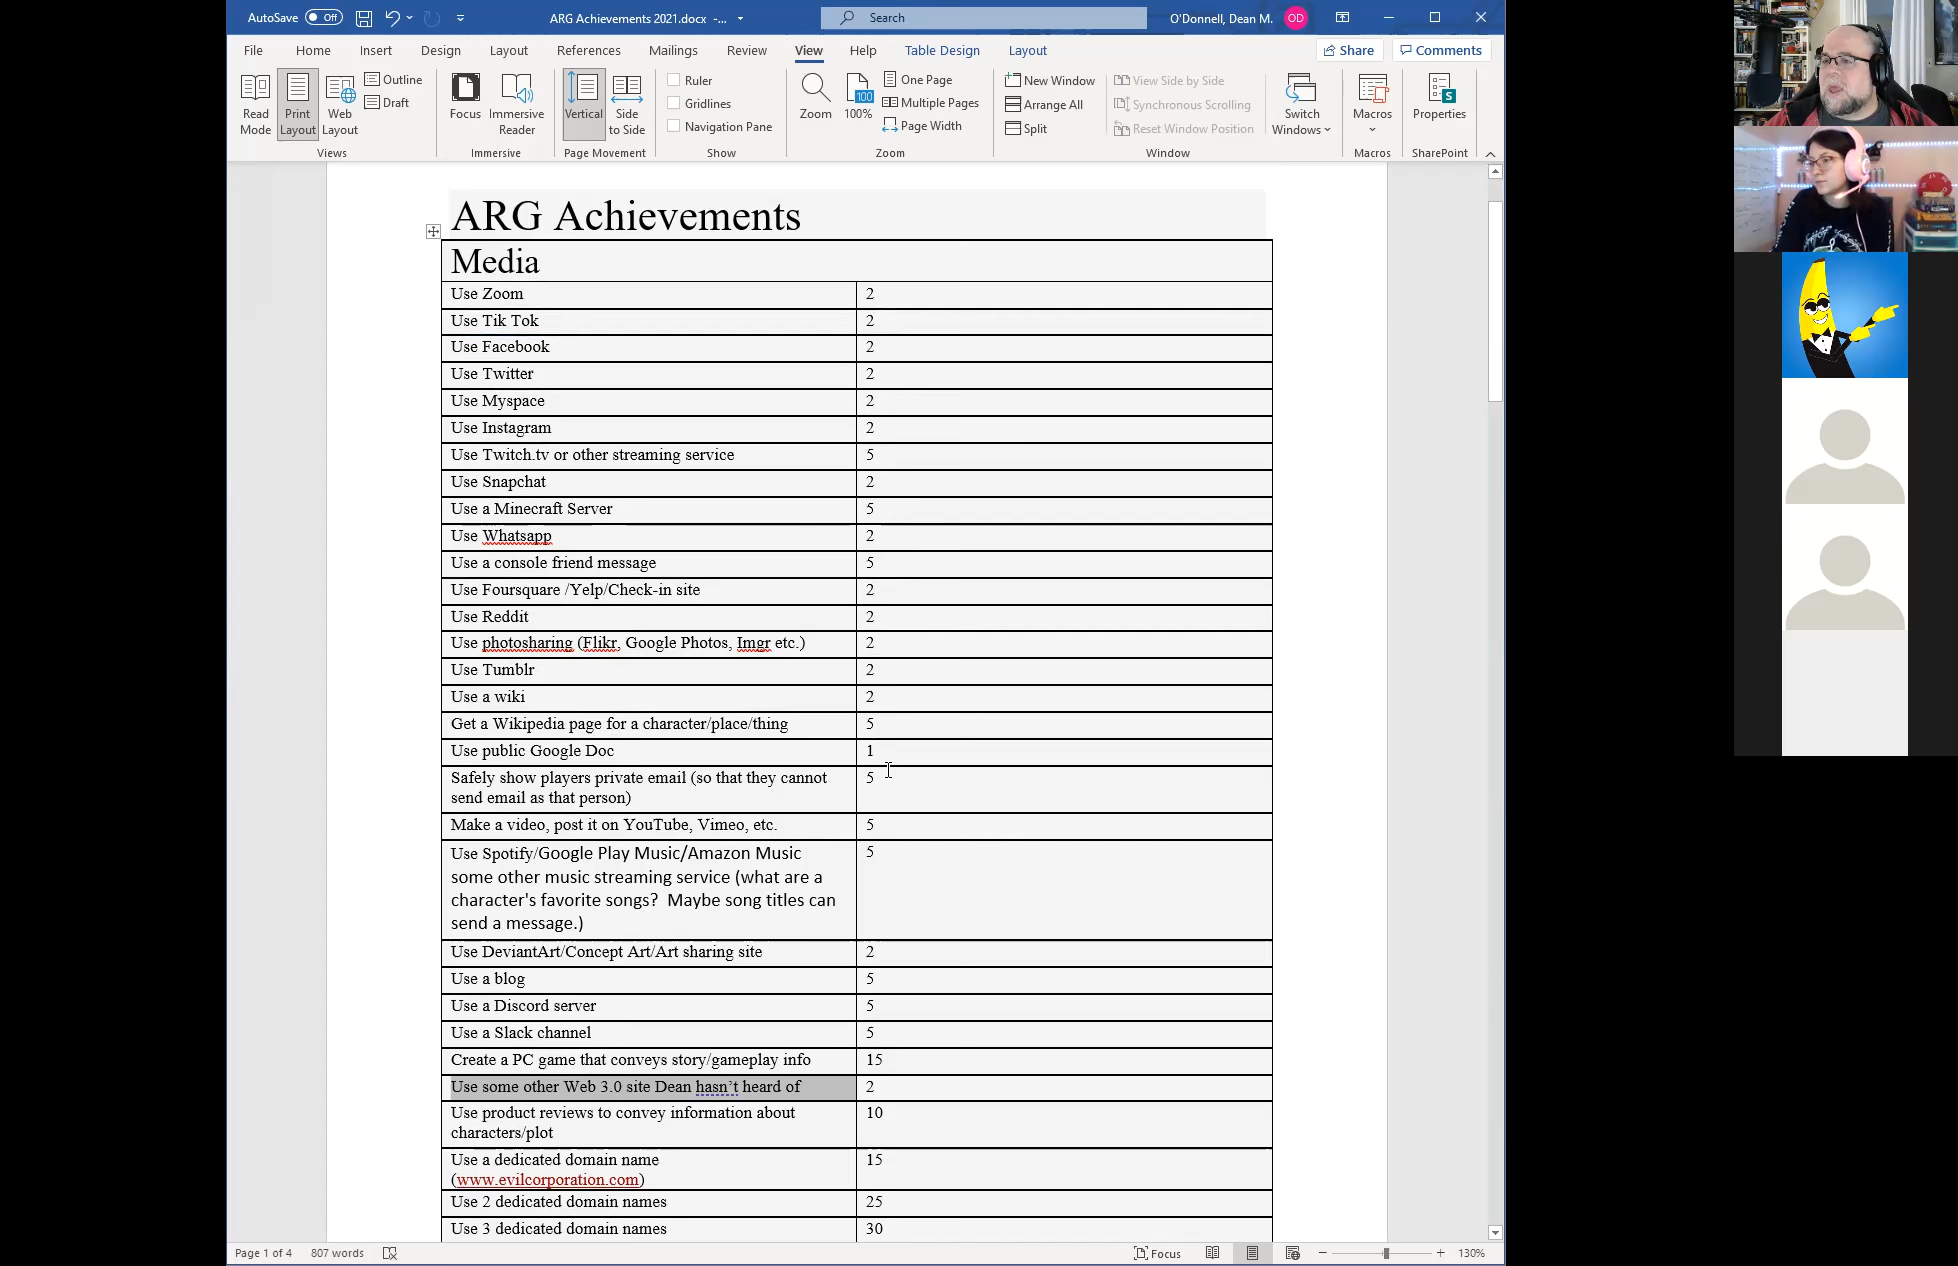 AutoSave Off ARG Achievements 2021.docx -... Search O'Donnell, Dean M. OD
File Home Insert Design Layout References Mailings Review View Help Table Design Layout Share Comments
Read Mode
Print Layout
Web Layout
Outline
Draft
Views
Focus
Immersive Reader
Immersive
Vertical
Side to Side
Page Movement
Ruler
Gridlines
Navigation Pane
Show
Zoom
100
100%
One Page
Multiple Pages
Page Width
Zoom
New Window
Arrange All
Split
View Side by Side
Synchronous Scrolling
Reset Window Position
Switch Windows
Window
Macros
Macros
S
Properties
SharePoint
ARG Achievements
Media
Use Zoom 2
Use Tik Tok 2
Use Facebook 2
Use Twitter 2
Use Myspace 2
Use Instagram 2
Use Twitch.tv or other streaming service 5
Use Snapchat 2
Use a Minecraft Server 5
Use Whatsapp 2
Use a console friend message 5
Use Foursquare /Yelp/Check-in site 2
Use Reddit 2
Use photosharing (Flikr, Google Photos, Imgr etc.) 2
Use Tumblr 2
Use a wiki 2
Get a Wikipedia page for a character/place/thing 5
Use public Google Doc 1
Safely show players private email (so that they cannot 5
send email as that person)
Make a video, post it on YouTube, Vimeo, etc. 5
Use Spotify/Google Play Music/Amazon Music 5
some other music streaming service (what are a
character's favorite songs? Maybe song titles can
send a message.)
Use DeviantArt/Concept Art/Art sharing site 2
Use a blog 5
Use a Discord server 5
Use a Slack channel 5
Create a PC game that conveys story/gameplay info 15
Use some other Web 3.0 site Dean hasn't heard of 2
Use product reviews to convey information about 10
characters/plot
Use a dedicated domain name 15
(www.evilcorporation.com)
Use 2 dedicated domain names 25
Use 3 dedicated domain names 30
Page 1 of 4 807 words Focus 130%